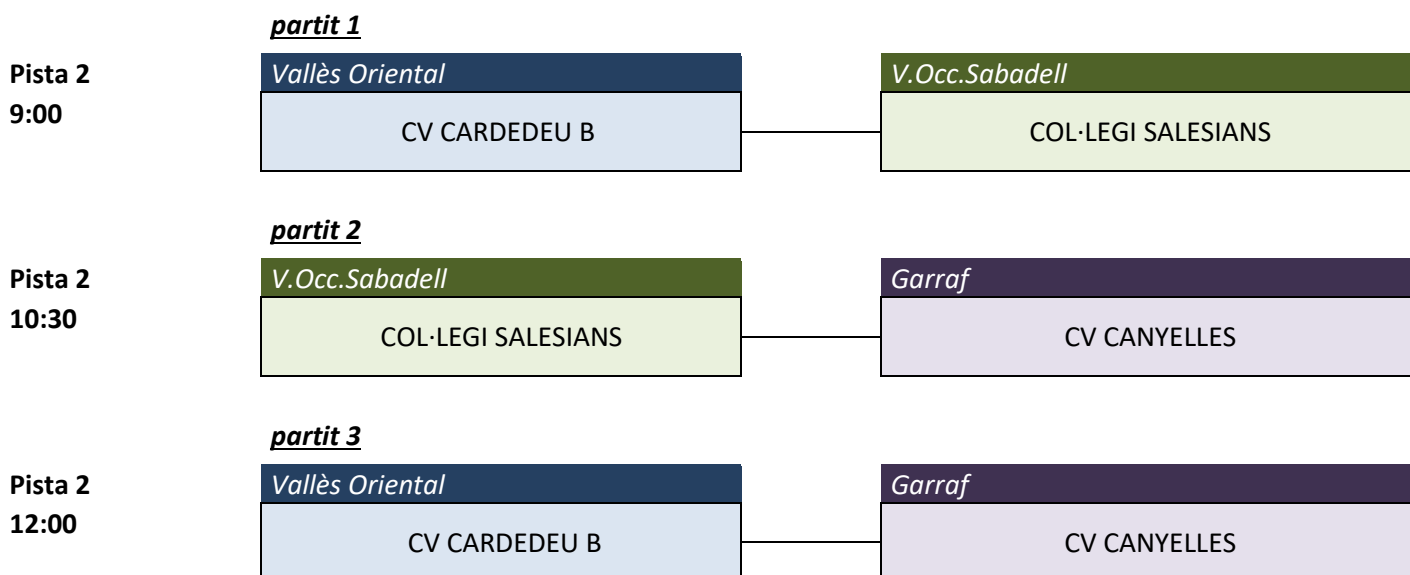 partit 1
Pista 2
9:00
Vallès Oriental
V.Occ.Sabadell
CV CARDEDEU B
COL·LEGI SALESIANS
partit 2
Pista 2
10:30
V.Occ.Sabadell
Garraf
COL·LEGI SALESIANS
CV CANYELLES
partit 3
Pista 2
12:00
Vallès Oriental
Garraf
CV CARDEDEU B
CV CANYELLES